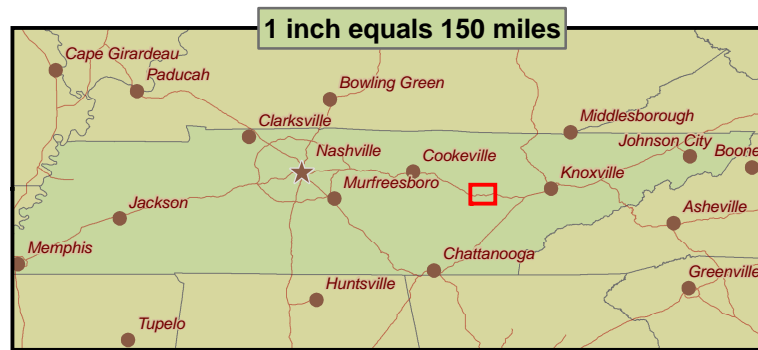 1 inch equals 150 miles
Cape Girardeau
Paducah
Bowling Green
Clarksville
Middlesborough
Johnson City
Boone
Nashville
Cookeville
Knoxville
Murfreesboro
Jackson
Asheville
Memphis
Chattanooga
Huntsville
Greenville
Tupelo